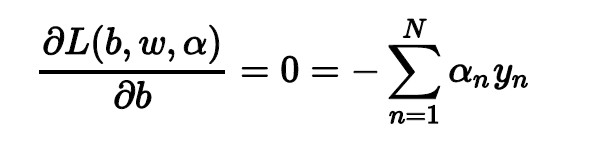 ∂L(b, w, α)/∂b = 0 = − ∑_{n=1}^{N} α_n y_n